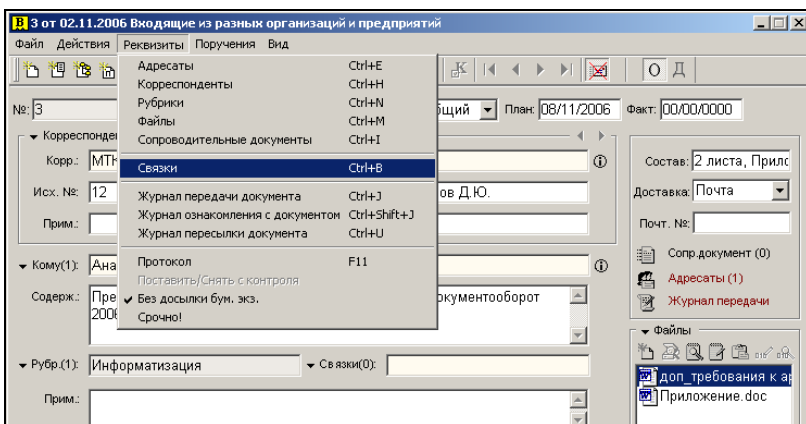 3 от 02.11.2006 Входящие из разных организаций и предприятий
Файл Действия Реквизиты Поручения Вид
Адресаты Ctrl+E
Корреспонденты Ctrl+H
Рубрики Ctrl+N
Файлы Ctrl+M
Сопроводительные документы Ctrl+I
Связки Ctrl+B
Журнал передачи документа Ctrl+J
Журнал ознакомления с документом Ctrl+Shift+J
Журнал пересылки документа Ctrl+U
Протокол F11
Поставить/Снять с контроля
Без досылки бум. экз.
Срочно!
О Д
№: 3 щий План: 08/11/2006 Факт: 00/00/0000
Корреспонде
Корр.: МТК
Исх. №: 12 ов Д.Ю.
Прим.:
Состав: 2 листа, Прило
Доставка: Почта
Почт. №:
Сопр.документ (0)
Адресаты (1)
Журнал передачи
Кому(1): Ана
Содерж.: Пре окументооборот
2006
Рубр.(1): Информатизация Связки(0):
Прим.:
Файлы
доп_требования к ар
Приложение.doc